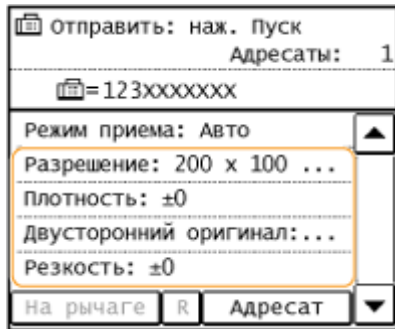 Отправить: наж. Пуск
Адресаты: 1
=123xxxxxxx
Режим приема: Авто
Разрешение: 200 x 100 ...
Плотность: ±0
Двусторонний оригинал:...
Резкость: ±0
На рычаге R Адресат